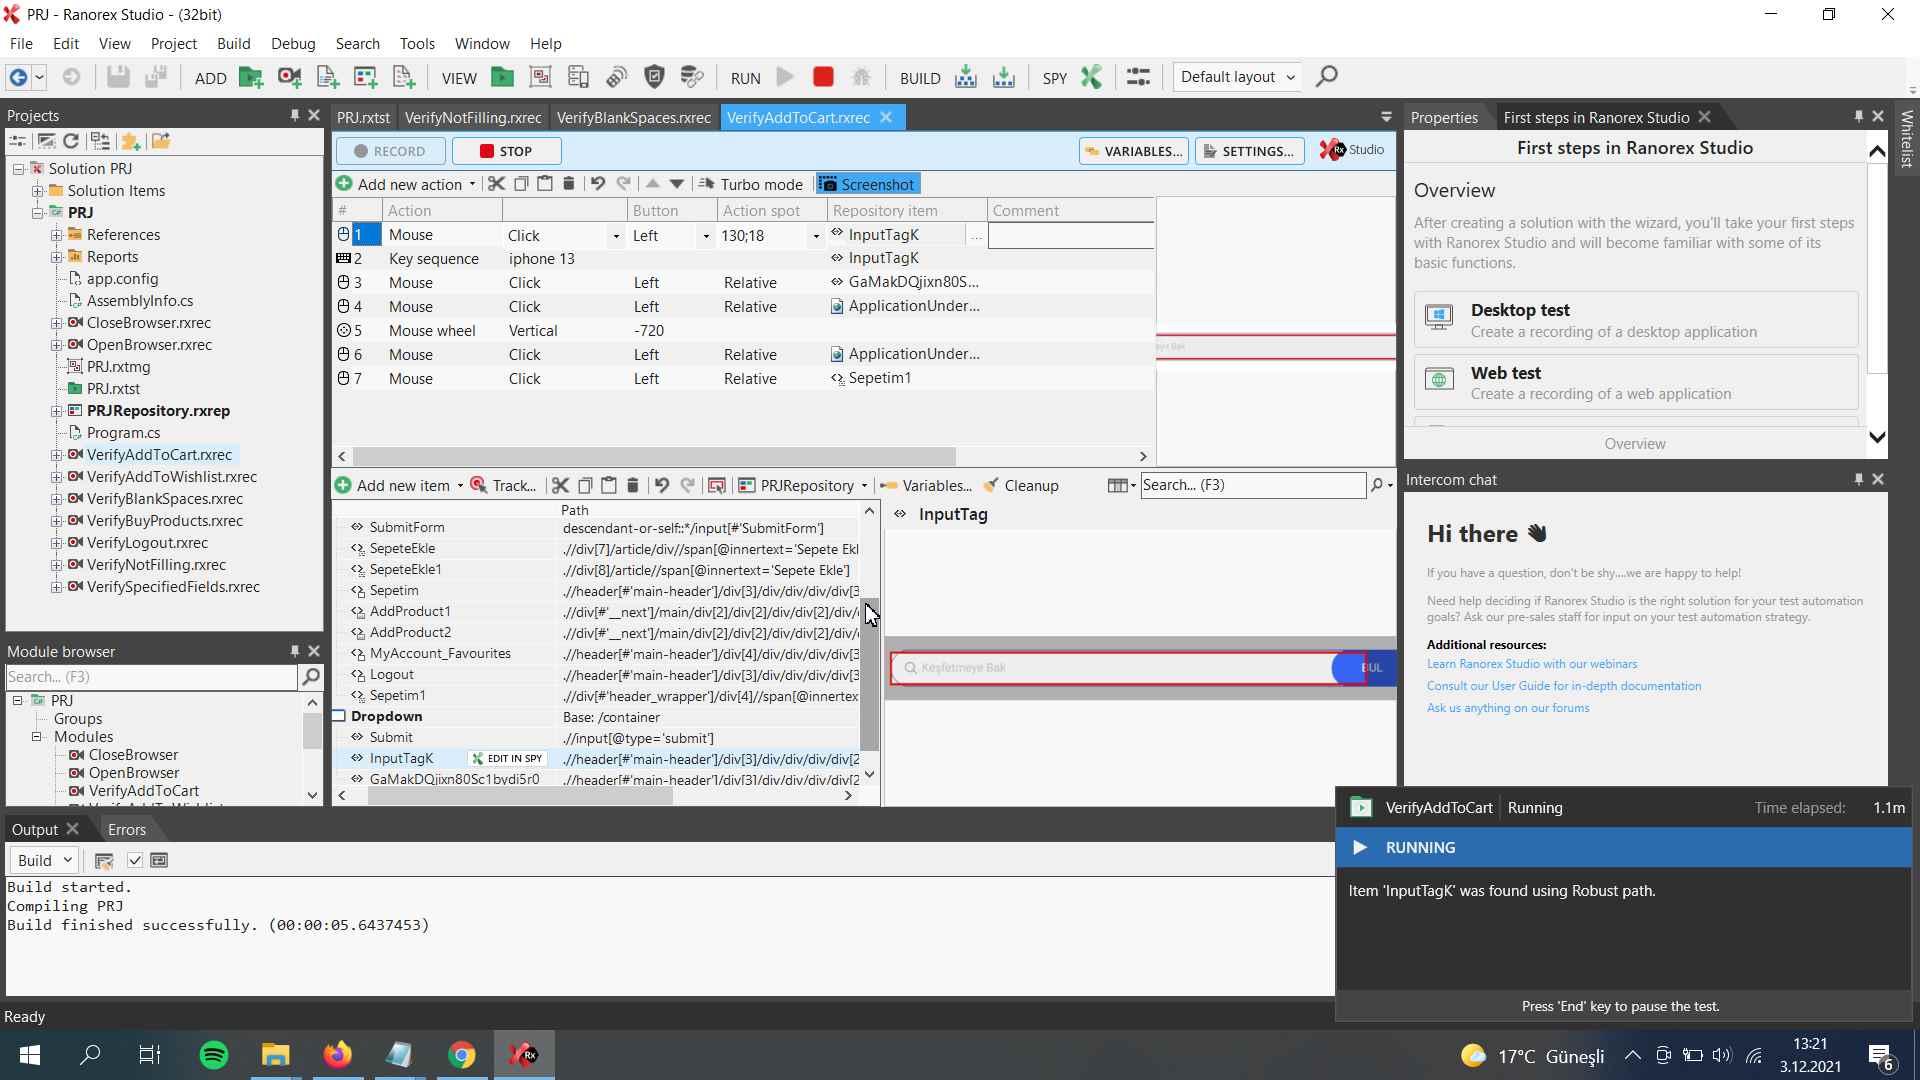 PRJ - Ranorex Studio - (32bit)
File Edit View Project Build Debug Search Tools Window Help
ADD VIEW RUN BUILD SPY Default layout
Projects
Solution PRJ
Solution Items
PRJ
References
Reports
app.config
AssemblyInfo.cs
CloseBrowser.rxrec
OpenBrowser.rxrec
PRJ.rxtmg
PRJ.rxtst
PRJRepository.rxrep
Program.cs
VerifyAddToCart.rxrec
VerifyAddToWishlist.rxrec
VerifyBlankSpaces.rxrec
VerifyBuyProducts.rxrec
VerifyLogout.rxrec
VerifyNotFilling.rxrec
VerifySpecifiedFields.rxrec
Module browser
Search... (F3)
PRJ
Groups
Modules
CloseBrowser
OpenBrowser
VerifyAddToCart
PRJ.rxtst VerifyNotFilling.rxrec VerifyBlankSpaces.rxrec VerifyAddToCart.rxrec
RECORD STOP VARIABLES... SETTINGS... Rx Studio
Add new action Turbo mode Screenshot
# Action Button Action spot Repository item Comment
1 Mouse Click Left 130;18 InputTagK ...
2 Key sequence iphone 13 InputTagK
3 Mouse Click Left Relative GaMakDQjixn80S...
4 Mouse Click Left Relative ApplicationUnder...
5 Mouse wheel Vertical -720
6 Mouse Click Left Relative ApplicationUnder...
7 Mouse Click Left Relative Sepetim1
Add new item Track... PRJRepository Variables... Cleanup Search... (F3)
Path
SubmitForm descendant-or-self::*/input[#'SubmitForm']
SepeteEkle .//div[7]/article/div//span[@innertext='Sepete Ekl
SepeteEkle1 .//div[8]/article//span[@innertext='Sepete Ekle']
Sepetim .//header[#'main-header']/div[3]/div/div/div[3
AddProduct1 .//div[#'__next']/main/div[2]/div[2]/div/div[2]/div/
AddProduct2 .//div[#'__next']/main/div[2]/div[2]/div/div[2]/div/
MyAccount_Favourites .//header[#'main-header']/div[4]/div/div/div[3
Logout .//header[#'main-header']/div[3]/div/div/div[3
Sepetim1 .//div[#'header_wrapper']/div[4]//span[@innertex
Dropdown Base: /container
Submit .//input[@type='submit']
InputTagK EDIT IN SPY .//header[#'main-header']/div[3]/div/div/div[2
GaMakDQjixn80Sc1bydi5r0 .//header[#'main-header']/div[3]/div/div/div[2
InputTag
Keşfetmeye Bak BUL
Properties First steps in Ranorex Studio
First steps in Ranorex Studio
Overview
After creating a solution with the wizard, you'll take your first steps
with Ranorex Studio and will become familiar with some of its
basic functions.
Desktop test
Create a recording of a desktop application
Web test
Create a recording of a web application
Overview
Whitelist
Intercom chat
Hi there 👋
If you have a question, don't be shy....we are happy to help!
Need help deciding if Ranorex Studio is the right solution for your test automation
goals? Ask our pre-sales staff for input on your test automation strategy.
Additional resources:
Learn Ranorex Studio with our webinars
Consult our User Guide for in-depth documentation
Ask us anything on our forums
Output Errors
Build
Build started.
Compiling PRJ
Build finished successfully. (00:00:05.6437453)
VerifyAddToCart Running Time elapsed: 1.1m
RUNNING
Item 'InputTagK' was found using Robust path.
Press 'End' key to pause the test.
Ready
Rx
17°C Güneşli
13:21
3.12.2021
6